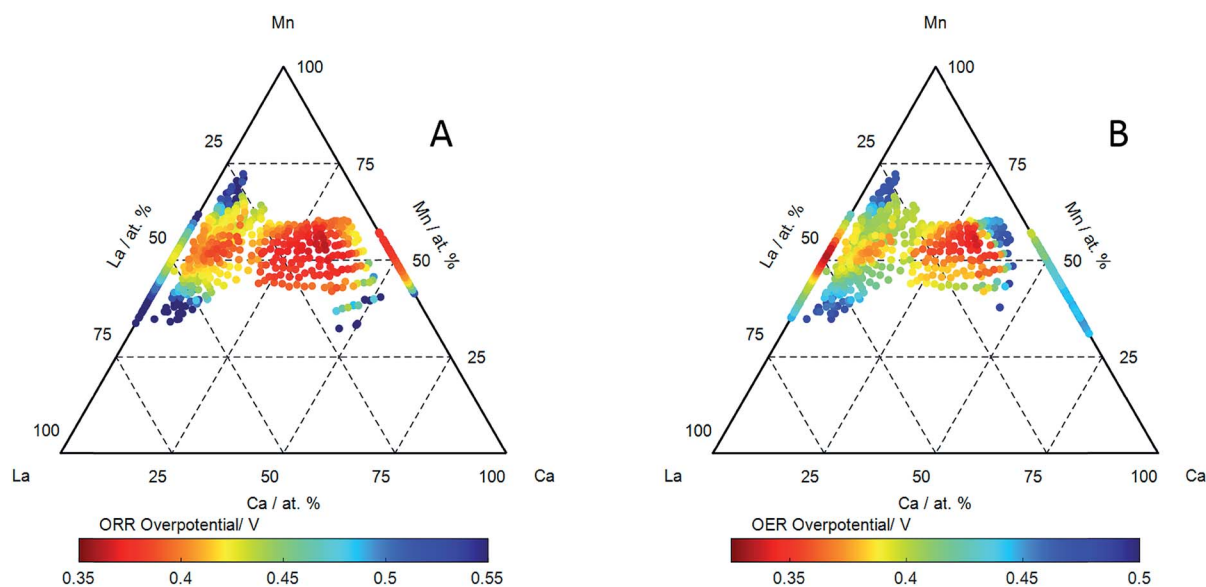 Mn
100
A
25
75
La / at. %
Mn / at. %
50
50
75
25
100
La
25
50
75
100
Ca
Ca / at. %
ORR Overpotential/ V
0.35
0.4
0.45
0.5
0.55
Mn
100
B
25
75
La / at. %
Mn / at. %
50
50
75
25
100
La
25
50
75
100
Ca
Ca / at. %
OER Overpotential/ V
0.35
0.4
0.45
0.5